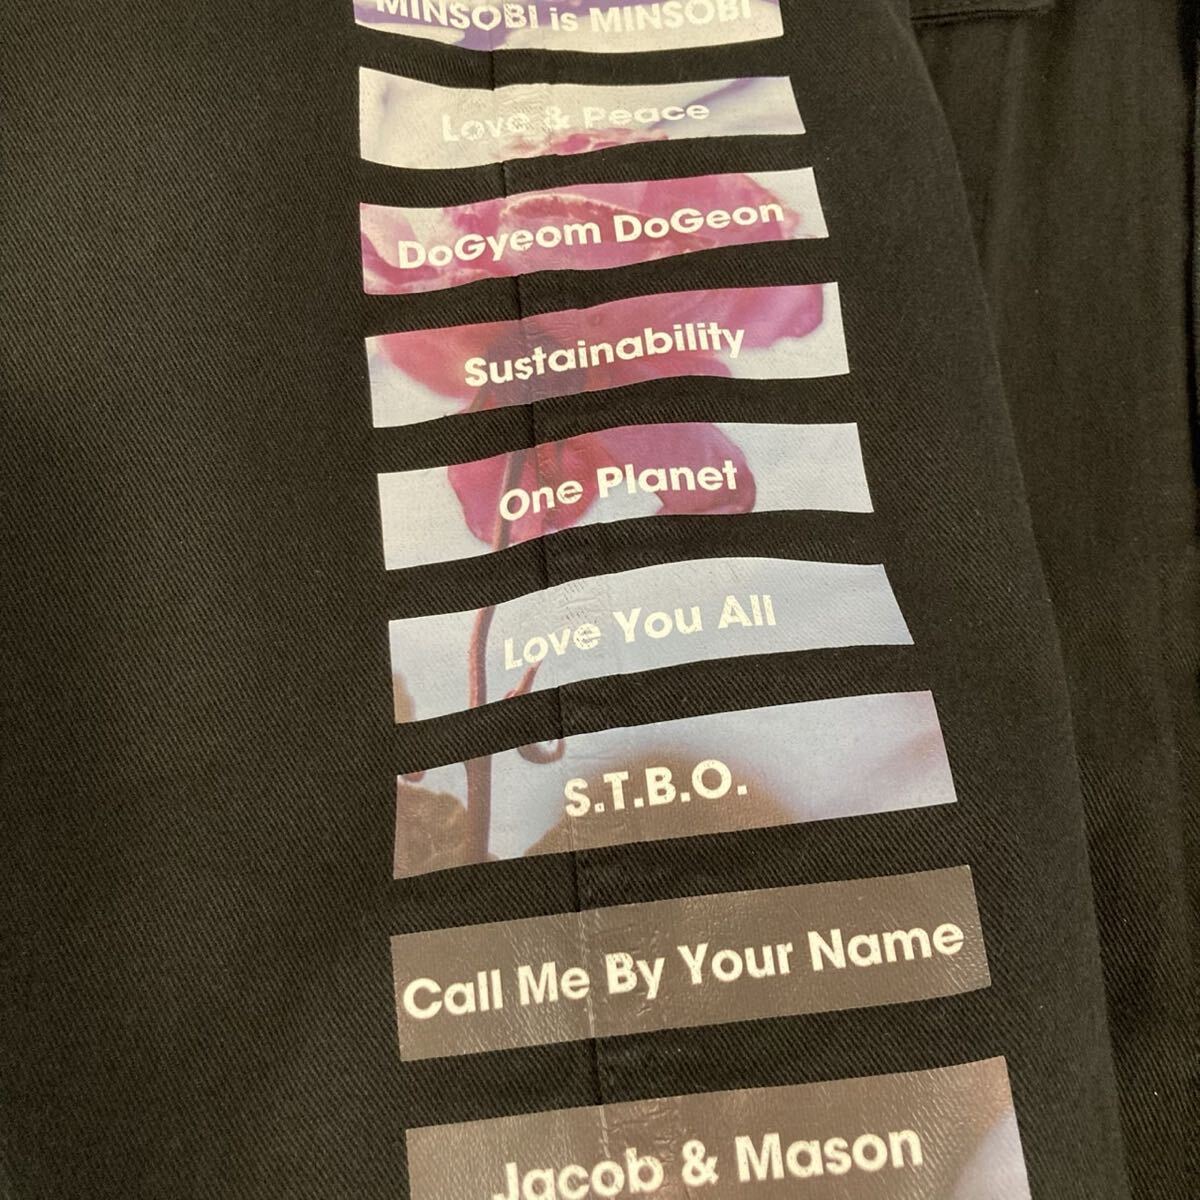 MINSOBI is MINSOBI
Love & Peace
DoGyeom DoGeon
Sustainability
One Planet
Love You All
S.T.B.O.
Call Me By Your Name
Jacob & Mason